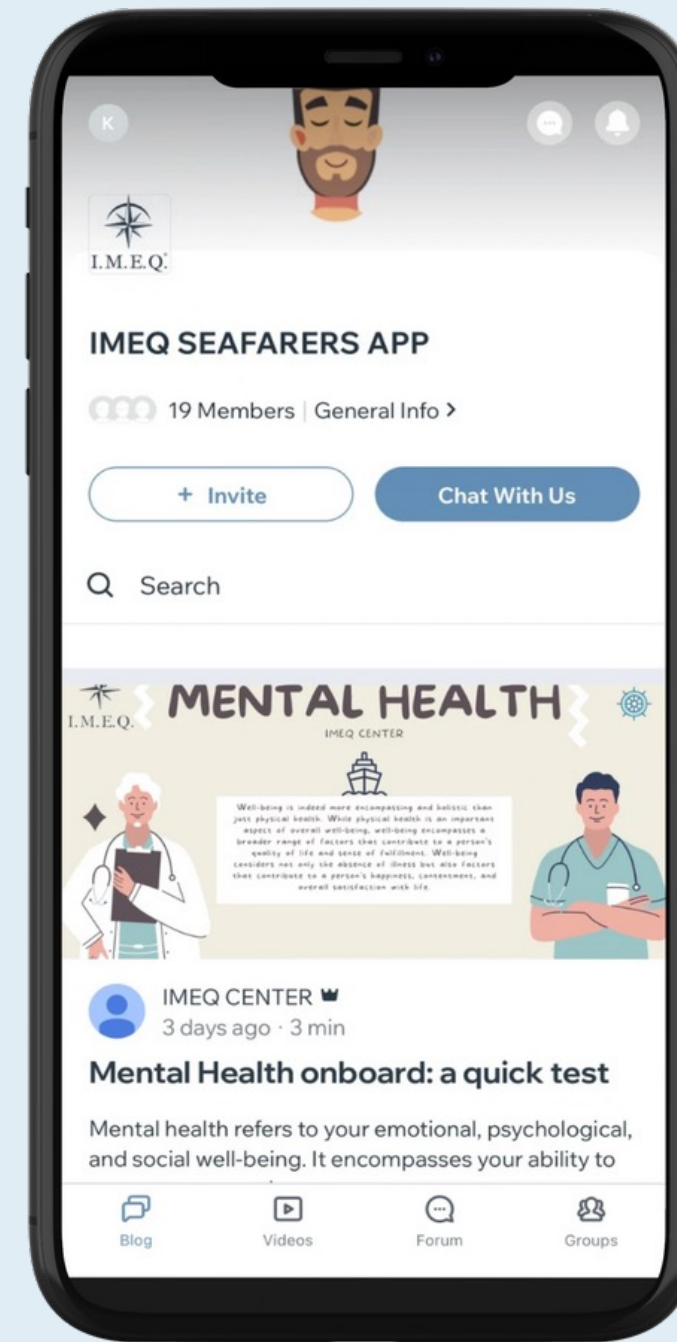 K
I.M.E.Q.
IMEQ SEAFARERS APP
19 Members | General Info >
+ Invite
Chat With Us
Search
MENTAL HEALTH
I.M.E.Q.
IMEQ CENTER
Well-being is indeed more encompassing and holistic than
just physical health. While physical health is an important
aspect of overall well-being, well-being encompasses a
broader range of factors that contribute to a person's
quality of life and sense of fulfillment. Well-being
considers not only the absence of illness but also factors
that contribute to a person's happiness, contentment, and
overall satisfaction with life.
IMEQ CENTER
3 days ago · 3 min
Mental Health onboard: a quick test
Mental health refers to your emotional, psychological,
and social well-being. It encompasses your ability to
Blog
Videos
Forum
Groups